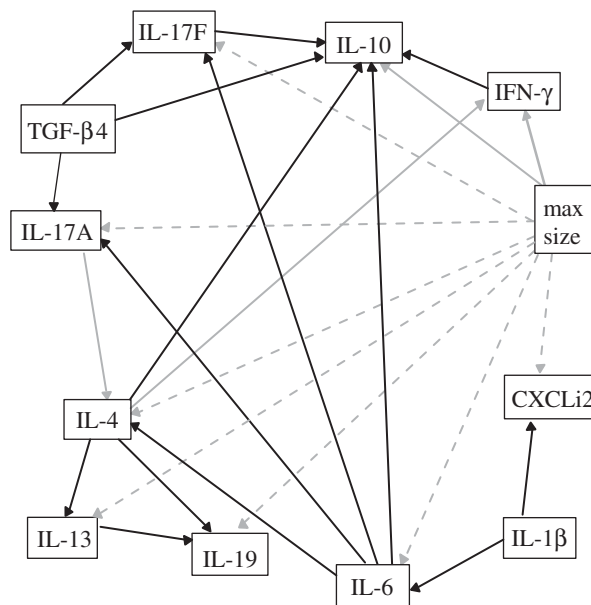 IL-17F
IL-10
IFN-γ
TGF-β4
max
size
IL-17A
CXCLi2
IL-4
IL-13
IL-19
IL-1β
IL-6